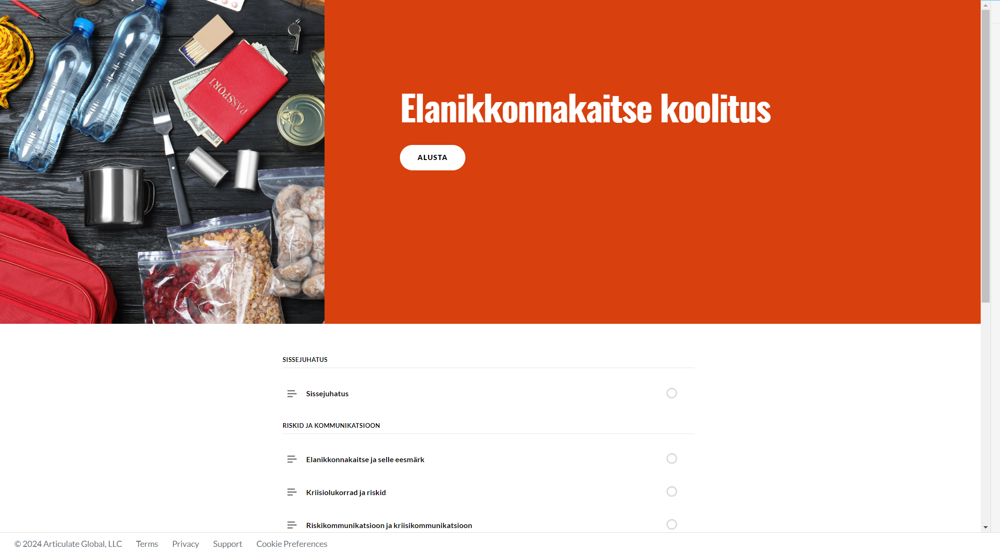 PASSPORT
Elanikkonnakaitse koolitus
ALUSTA
SISSEJUHATUS
Sissejuhatus
RISKID JA KOMMUNIKATSIOON
Elanikkonnakaitse ja selle eesmärk
Kriisiolukorrad ja riskid
Riskikommunikatsioon ja kriisikommunikatsioon
© 2024 Articulate Global, LLC Terms Privacy Support Cookie Preferences